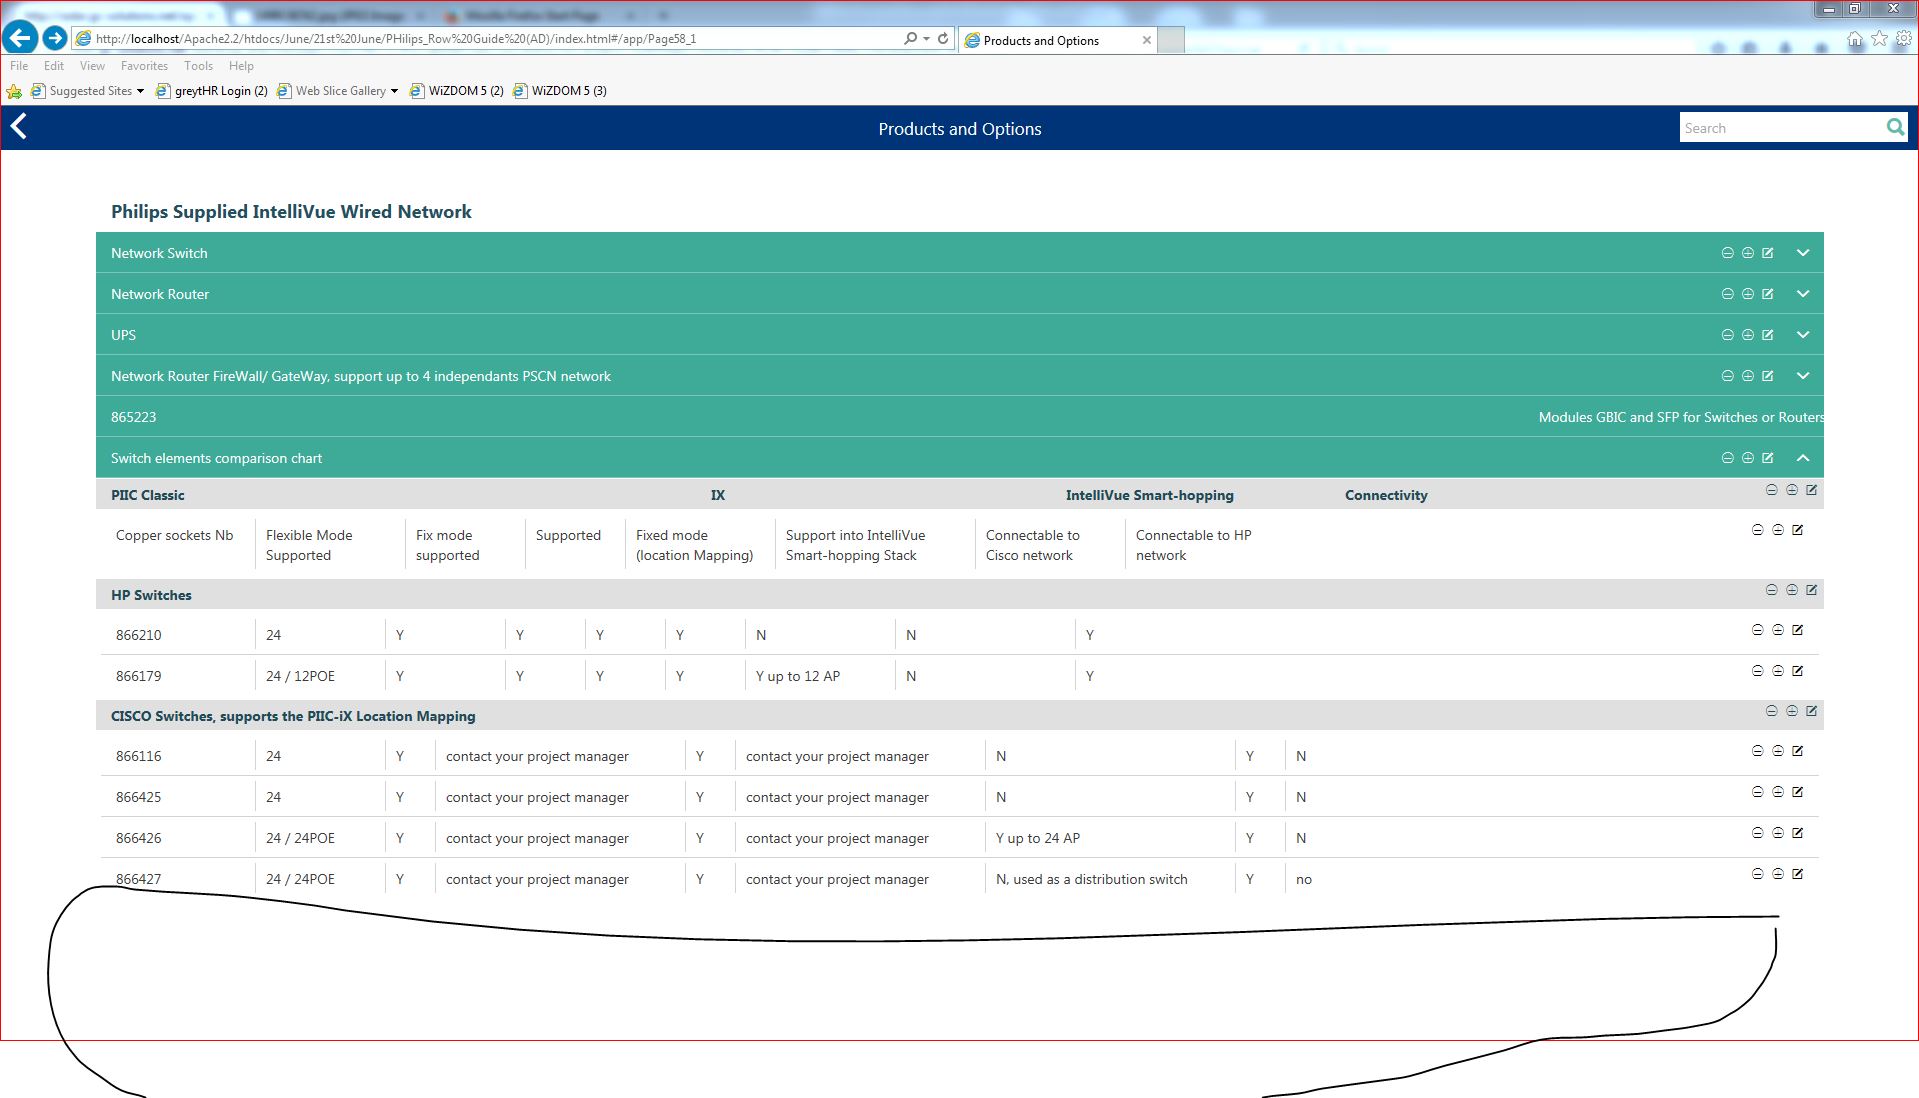 http://localhost/Apache2.2/htdocs/June/21st%20June/PHilips_Row%20Guide%20(AD)/index.html#/app/Page58_1
Products and Options
File Edit View Favorites Tools Help
Suggested Sites greytHR Login (2) Web Slice Gallery WiZDOM 5 (2) WiZDOM 5 (3)
Products and Options
Search
Philips Supplied IntelliVue Wired Network
Network Switch
Network Router
UPS
Network Router FireWall/ GateWay, support up to 4 independants PSCN network
865223 Modules GBIC and SFP for Switches or Routers
Switch elements comparison chart
PIIC Classic IX IntelliVue Smart-hopping Connectivity
Copper sockets Nb Flexible Mode Fix mode Supported Fixed mode Support into IntelliVue Connectable to Connectable to HP
Supported supported (location Mapping) Smart-hopping Stack Cisco network network
HP Switches
866210 24 Y Y Y Y N N Y
866179 24 / 12POE Y Y Y Y Y up to 12 AP N Y
CISCO Switches, supports the PIIC-iX Location Mapping
866116 24 Y contact your project manager Y contact your project manager N Y N
866425 24 Y contact your project manager Y contact your project manager N Y N
866426 24 / 24POE Y contact your project manager Y contact your project manager Y up to 24 AP Y N
866427 24 / 24POE Y contact your project manager Y contact your project manager N, used as a distribution switch Y no